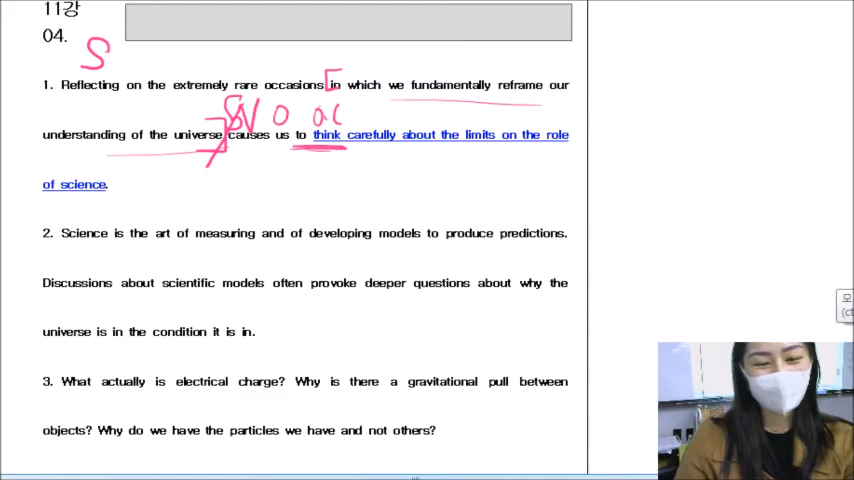 11강
04.
S
1. Reflecting on the extremely rare occasions [in which we fundamentally reframe our
V O OC
understanding of the universe causes us to think carefully about the limits on the role
of science.
2. Science is the art of measuring and of developing models to produce predictions.
Discussions about scientific models often provoke deeper questions about why the
universe is in the condition it is in.
3. What actually is electrical charge? Why is there a gravitational pull between
objects? Why do we have the particles we have and not others?
모
(ct